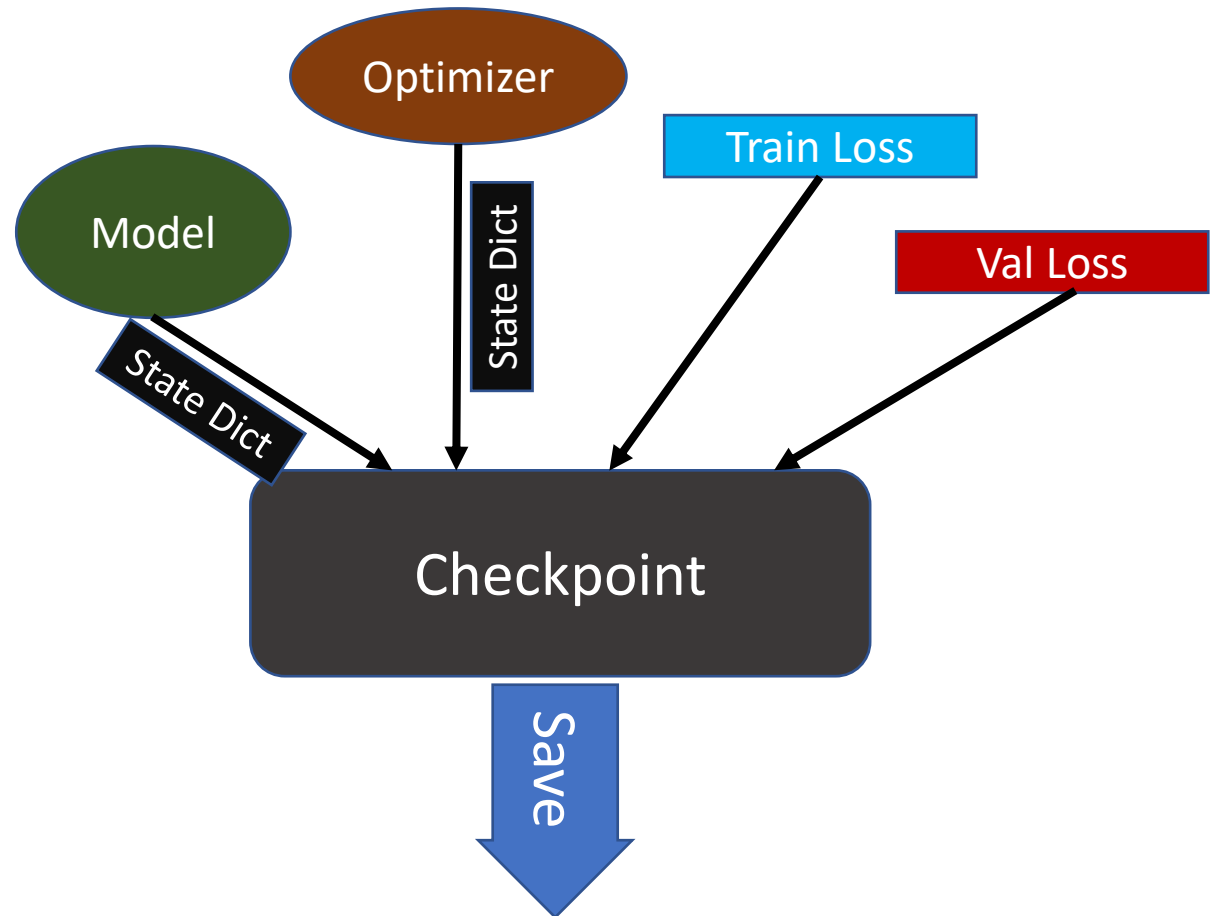 Optimizer
Train Loss
Model
State Dict
Val Loss
State Dict
Checkpoint
Save